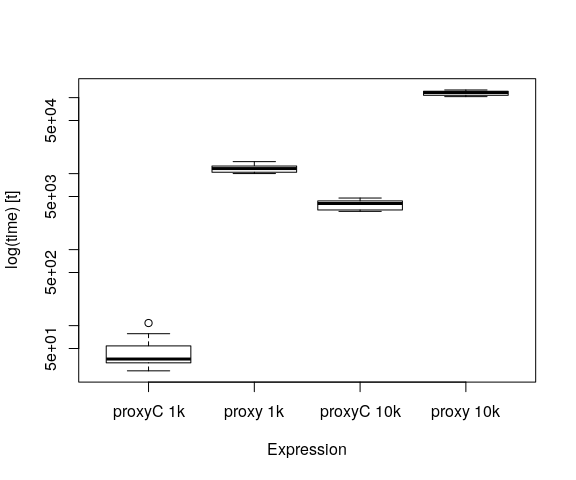 log(time) [t]
5e+04
5e+03
5e+02
5e+01
proxyC 1k
proxy 1k
proxyC 10k
proxy 10k
Expression